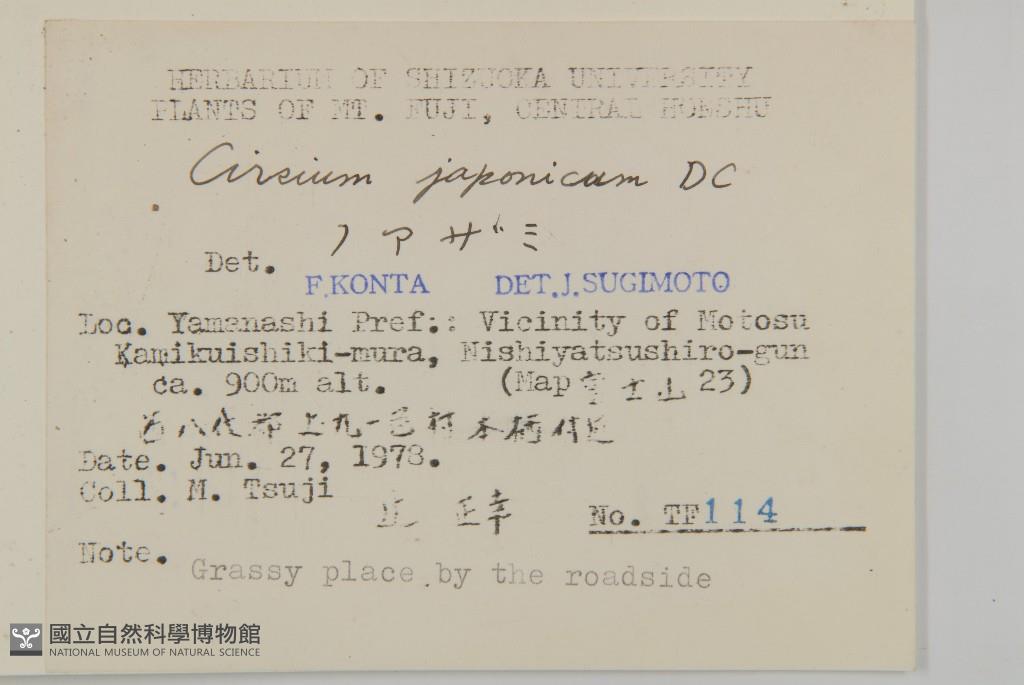 HERBARIUM OF SHIZUOKA UNIVERSITY
PLANTS OF MT. FUJI, CENTRAL HONSHU
Cirsium japonicum DC
ノアザミ
Det.
F.KONTA DET.J.SUGIMOTO
Loc. Yamanashi Pref.: Vicinity of Motosu
Kamikuishiki-mura, Nishiyatsushiro-gun
ca. 900m alt. (Map 富士山 23)
西八代郡上九一色村本栖付近
Date. Jun. 27, 1978.
Coll. M. Tsuji
正幸 No. TF114
Note.
Grassy place by the roadside
國立自然科學博物館
NATIONAL MUSEUM OF NATURAL SCIENCE